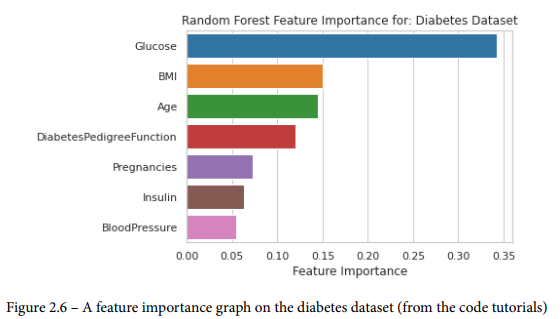 Random Forest Feature Importance for: Diabetes Dataset
Glucose
BMI
Age
DiabetesPedigreeFunction
Pregnancies
Insulin
BloodPressure
0.00 0.05 0.10 0.15 0.20 0.25 0.30 0.35
Feature Importance
Figure 2.6 – A feature importance graph on the diabetes dataset (from the code tutorials)